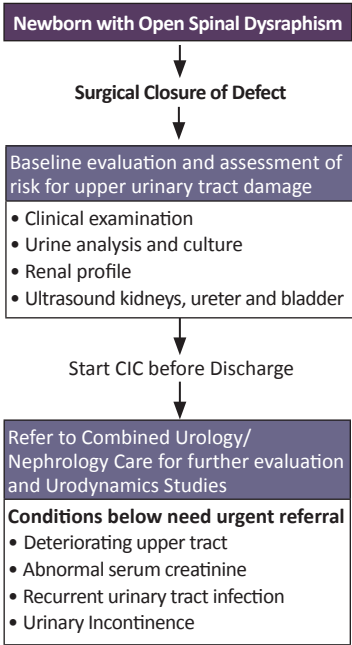 Newborn with Open Spinal Dysraphism
Surgical Closure of Defect
Baseline evaluation and assessment of
risk for upper urinary tract damage
• Clinical examination
• Urine analysis and culture
• Renal profile
• Ultrasound kidneys, ureter and bladder
Start CIC before Discharge
Refer to Combined Urology/
Nephrology Care for further evaluation
and Urodynamics Studies
Conditions below need urgent referral
• Deteriorating upper tract
• Abnormal serum creatinine
• Recurrent urinary tract infection
• Urinary Incontinence